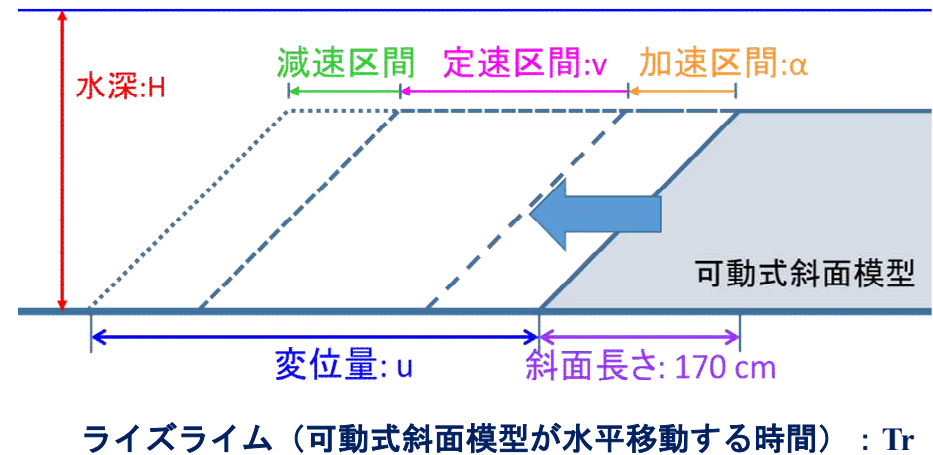 減速区間 定速区間:v 加速区間:α
水深:H
可動式斜面模型
変位量: u 斜面長さ: 170 cm
ライズライム（可動式斜面模型が水平移動する時間）：Tr